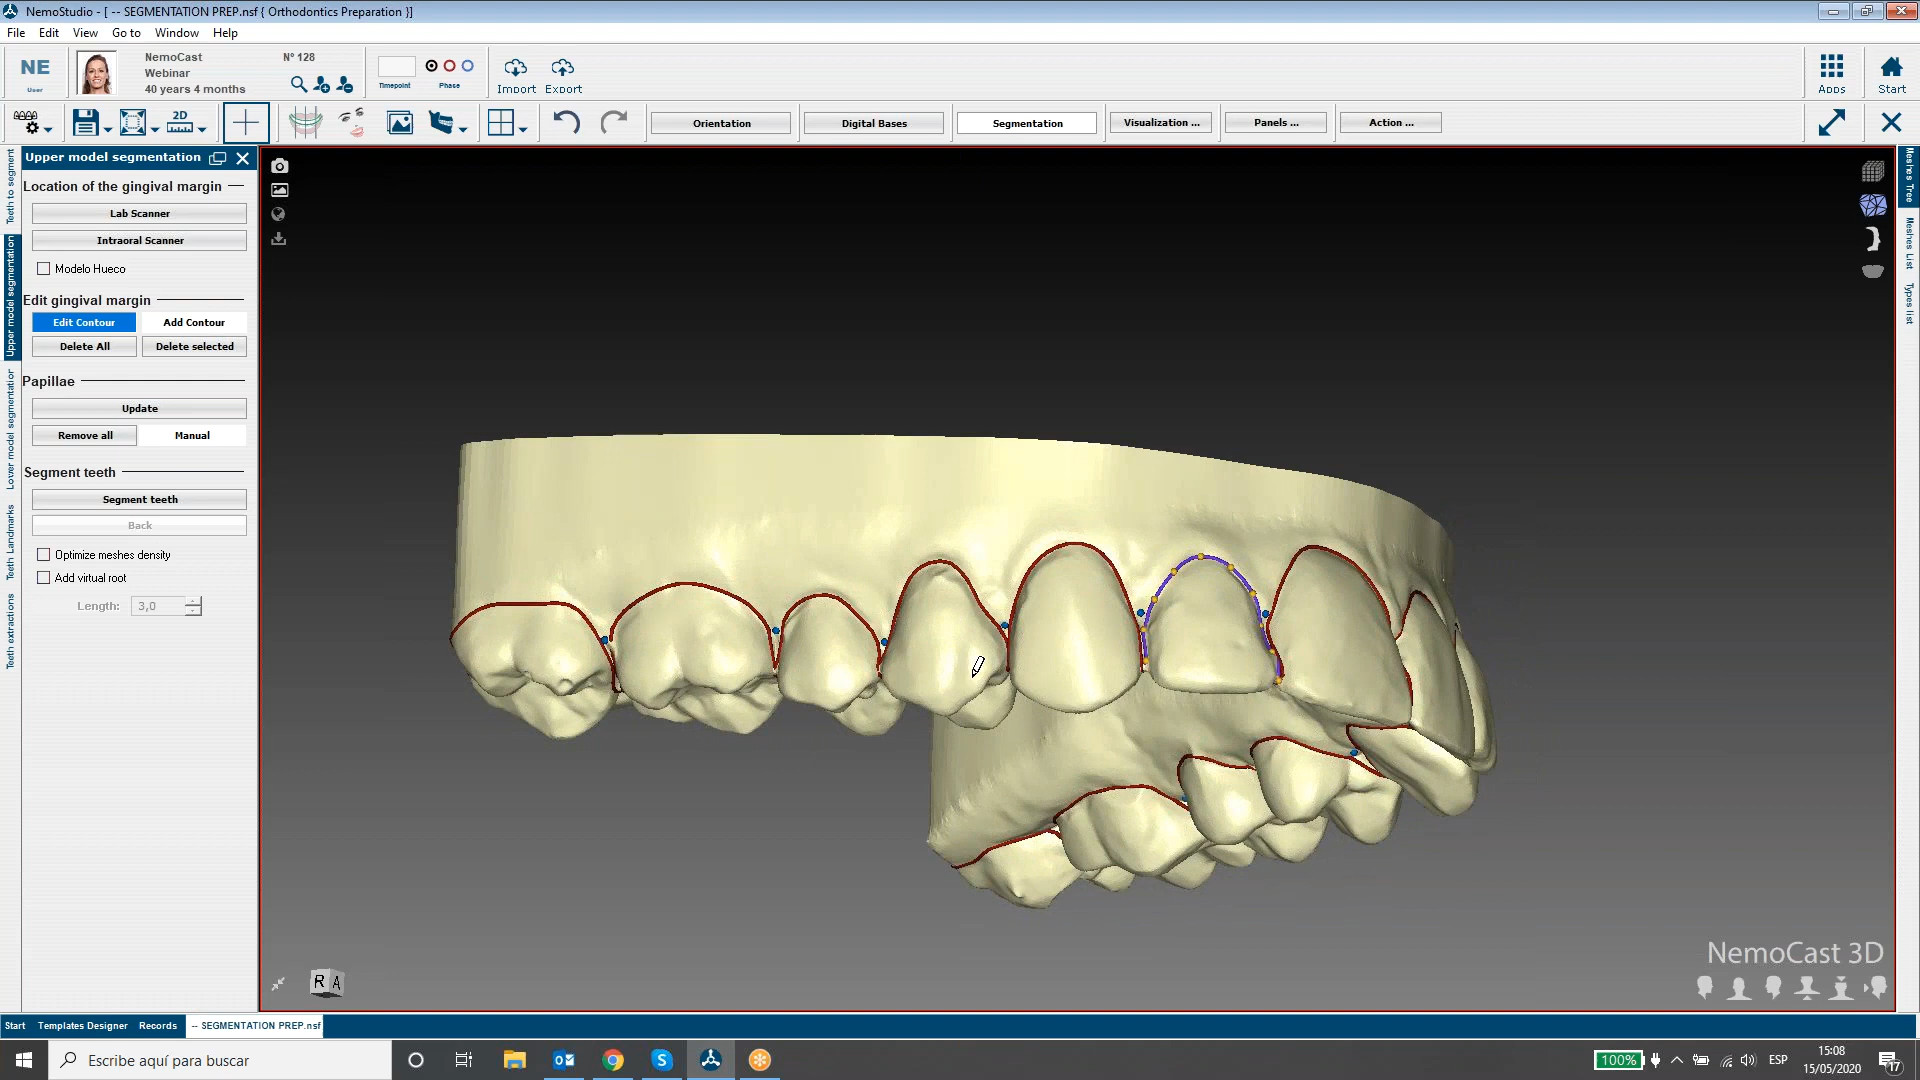 NemoStudio - [ -- SEGMENTATION PREP.nsf { Orthodontics Preparation }]
File Edit View Go to Window Help
NE
User
NemoCast
Webinar
40 years 4 months
Nº 128
Timepoint
Phase
Import
Export
Apps
Start
2D
Orientation
Digital Bases
Segmentation
Visualization ...
Panels ...
Action ...
Teeth to segment
Upper model segmentation
Lower model segmentation
Teeth Landmarks
Teeth extractions
Upper model segmentation
Location of the gingival margin
Lab Scanner
Intraoral Scanner
Modelo Hueco
Edit gingival margin
Edit Contour
Add Contour
Delete All
Delete selected
Papillae
Update
Remove all
Manual
Segment teeth
Segment teeth
Back
Optimize meshes density
Add virtual root
Length: 3,0
Meshes Tree
Meshes List
Types list
R A
NemoCast 3D
Start
Templates Designer
Records
-- SEGMENTATION PREP.nsf
Escribe aquí para buscar
100%
ESP
15:08
15/05/2020
17